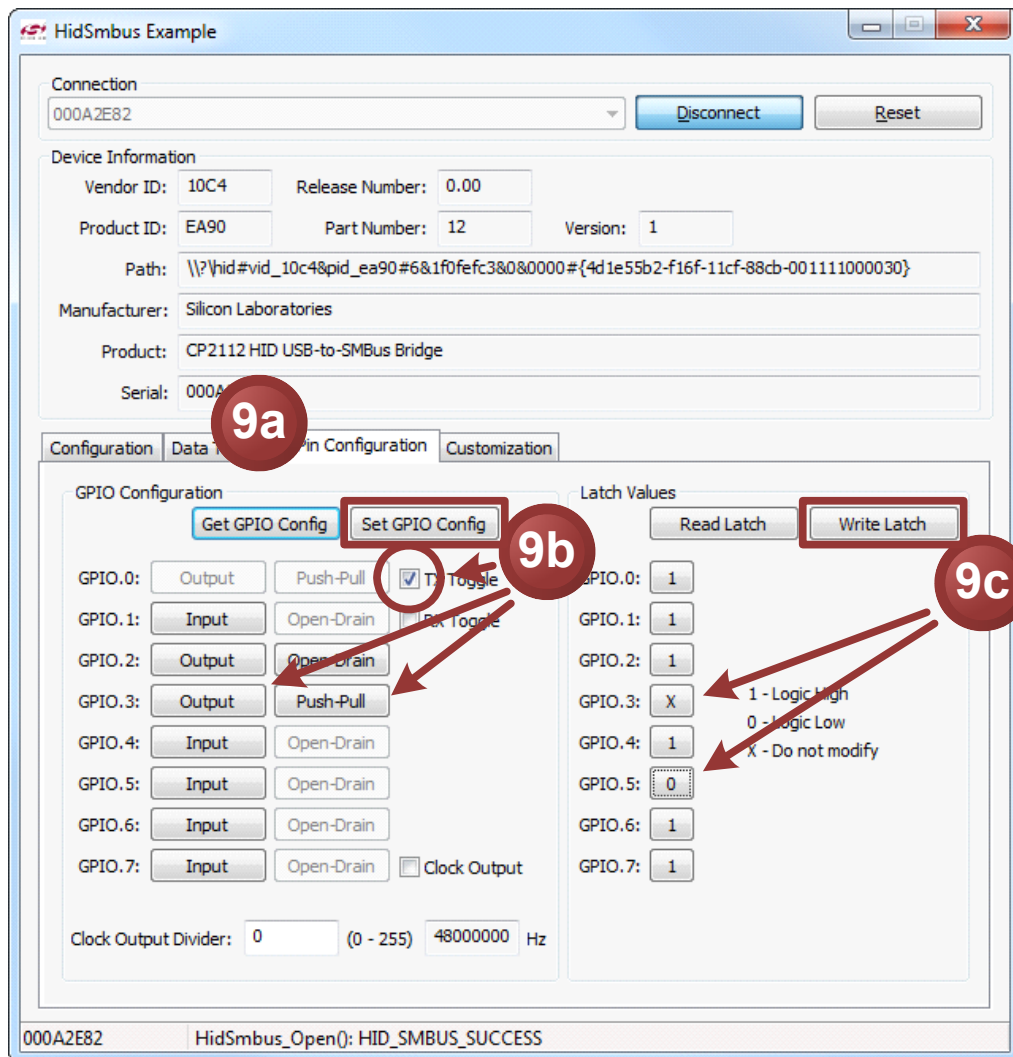 HidSmbus Example
Connection
000A2E82 Disconnect Reset
Device Information
Vendor ID: 10C4 Release Number: 0.00
Product ID: EA90 Part Number: 12 Version: 1
Path: \\?\hid#vid_10c4&pid_ea90#6&1f0fefc3&0&0000#{4d1e55b2-f16f-11cf-88cb-001111000030}
Manufacturer: Silicon Laboratories
Product: CP2112 HID USB-to-SMBus Bridge
Serial: 000A
9a
Configuration Data Pin Configuration Customization
GPIO Configuration Latch Values
Get GPIO Config Set GPIO Config Read Latch Write Latch
9b
9c
GPIO.0: Output Push-Pull TX Toggle GPIO.0: 1
GPIO.1: Input Open-Drain RX Toggle GPIO.1: 1
GPIO.2: Output Open-Drain GPIO.2: 1
GPIO.3: Output Push-Pull GPIO.3: X 1 - Logic High
0 - Logic Low
GPIO.4: Input Open-Drain GPIO.4: 1 X - Do not modify
GPIO.5: Input Open-Drain GPIO.5: 0
GPIO.6: Input Open-Drain GPIO.6: 1
GPIO.7: Input Open-Drain Clock Output GPIO.7: 1
Clock Output Divider: 0 (0 - 255) 48000000 Hz
000A2E82 HidSmbus_Open(): HID_SMBUS_SUCCESS